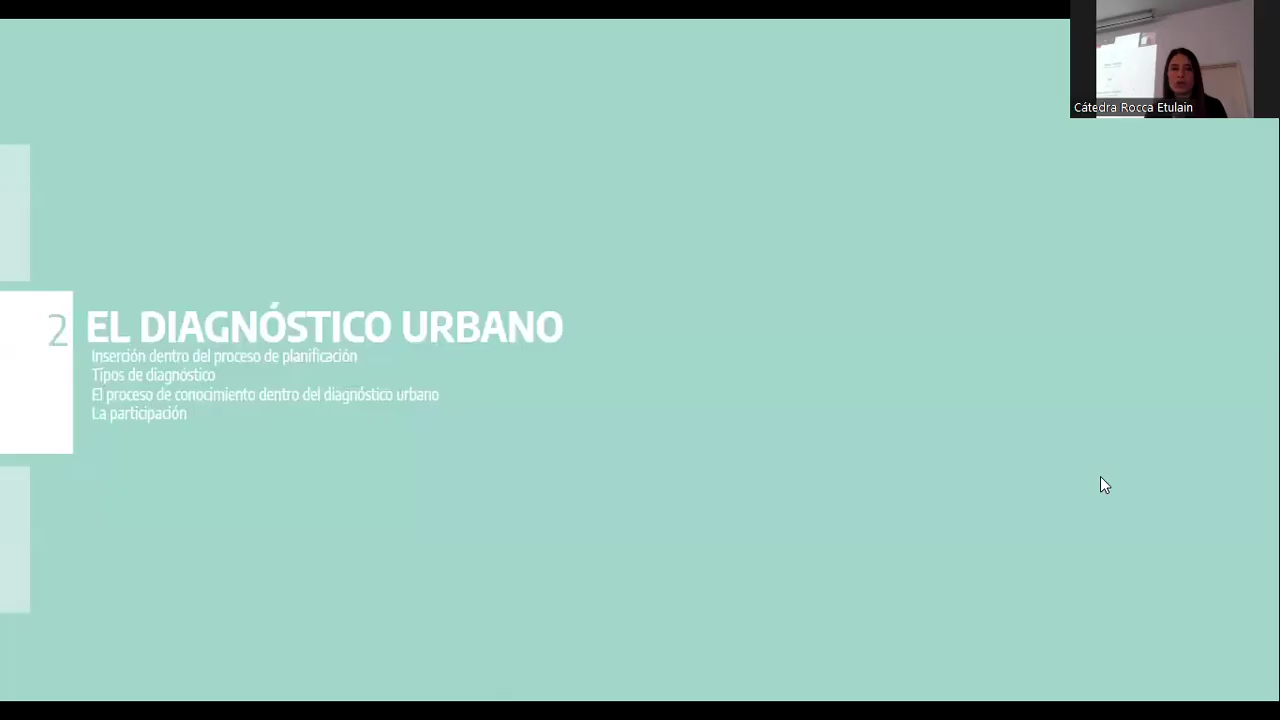 Cátedra Rocca Etulain
2 EL DIAGNÓSTICO URBANO
Inserción dentro del proceso de planificación
Tipos de diagnóstico
El proceso de conocimiento dentro del diagnóstico urbano
La participación